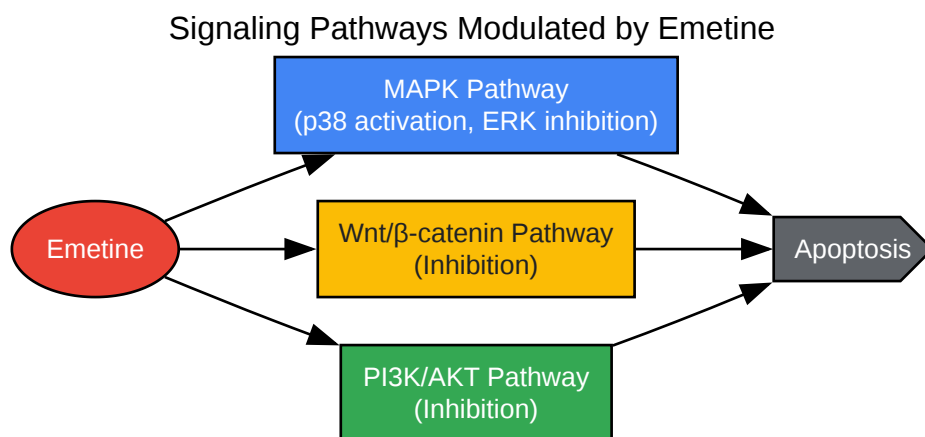 Signaling Pathways Modulated by Emetine
MAPK Pathway
(p38 activation, ERK inhibition)
Emetine
Wnt/β-catenin Pathway
(Inhibition)
Apoptosis
PI3K/AKT Pathway
(Inhibition)